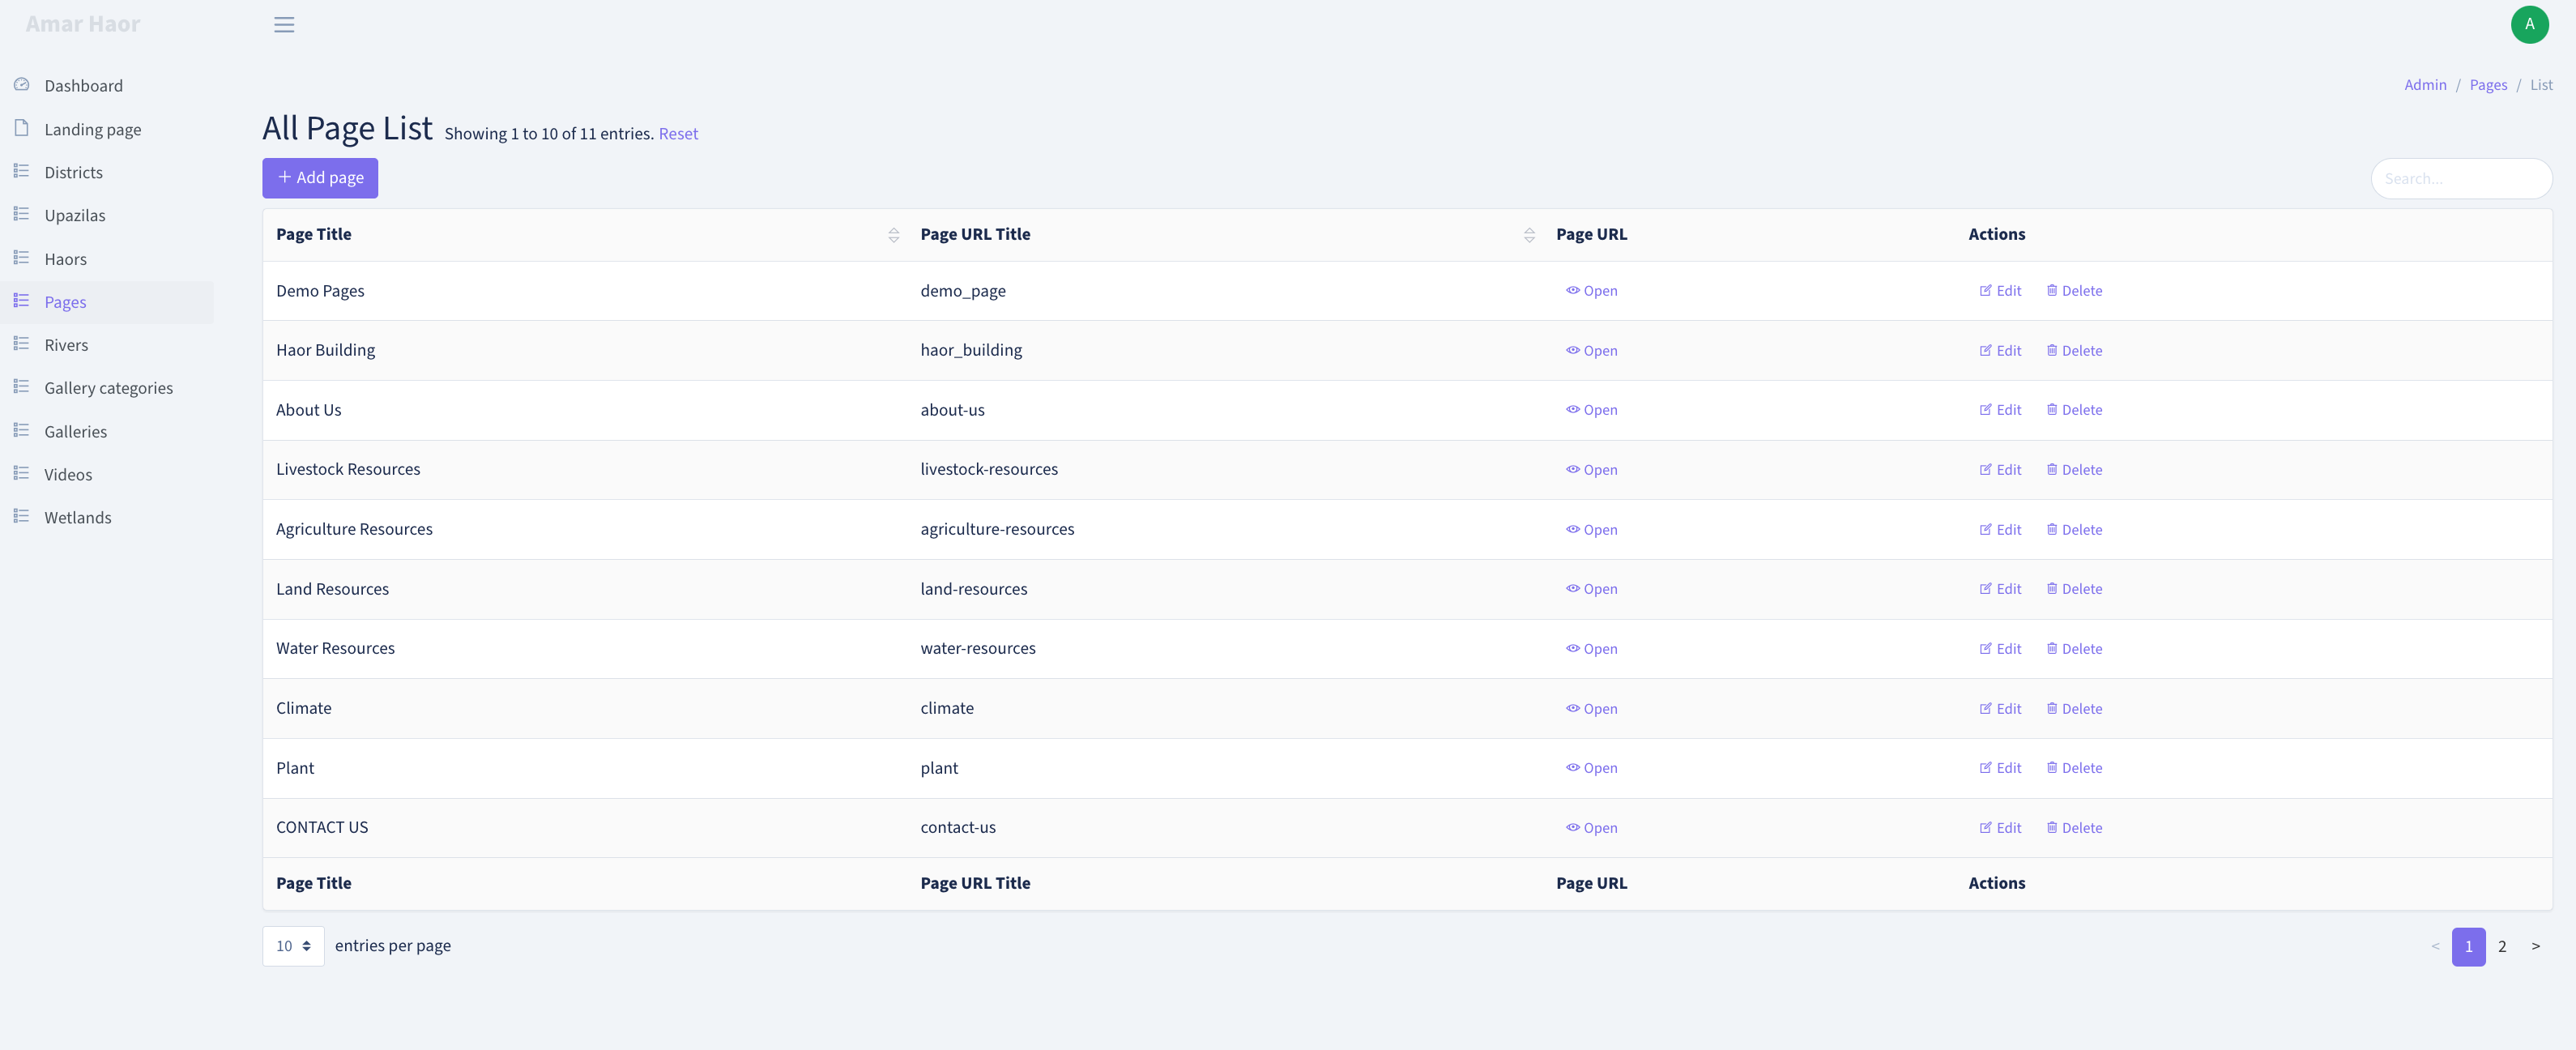 Amar Haor
A
Dashboard
Landing page
Districts
Upazilas
Haors
Pages
Rivers
Gallery categories
Galleries
Videos
Wetlands
Admin / Pages / List
All Page List Showing 1 to 10 of 11 entries. Reset
Add page
Search...
Page Title Page URL Title Page URL Actions
Demo Pages demo_page Open Edit Delete
Haor Building haor_building Open Edit Delete
About Us about-us Open Edit Delete
Livestock Resources livestock-resources Open Edit Delete
Agriculture Resources agriculture-resources Open Edit Delete
Land Resources land-resources Open Edit Delete
Water Resources water-resources Open Edit Delete
Climate climate Open Edit Delete
Plant plant Open Edit Delete
CONTACT US contact-us Open Edit Delete
Page Title Page URL Title Page URL Actions
10 entries per page
< 1 2 >